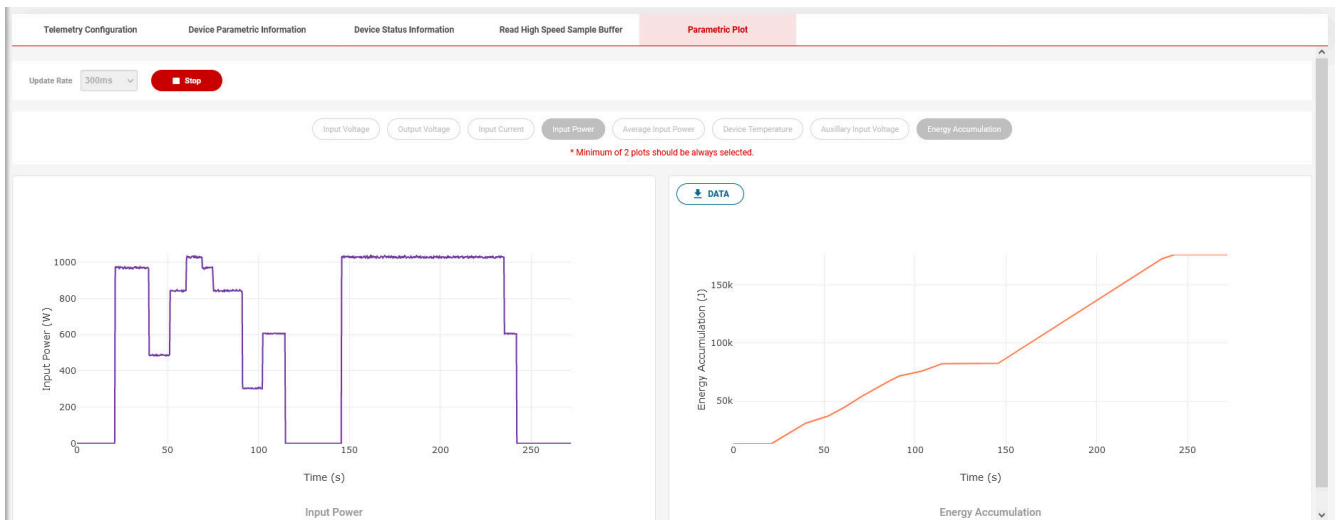 Telemetry Configuration Device Parametric Information Device Status Information Read High Speed Sample Buffer Parametric Plot
Update Rate 300ms Stop
Input Voltage Output Voltage Input Current Input Power Average Input Power Device Temperature Auxillary Input Voltage Energy Accumulation
* Minimum of 2 plots should be always selected.
DATA
1000
800
600
400
200
0
Input Power (W)
0 50 100 150 200 250
Time (s)
Input Power
150k
100k
50k
Energy Accumulation (J)
0 50 100 150 200 250
Time (s)
Energy Accumulation